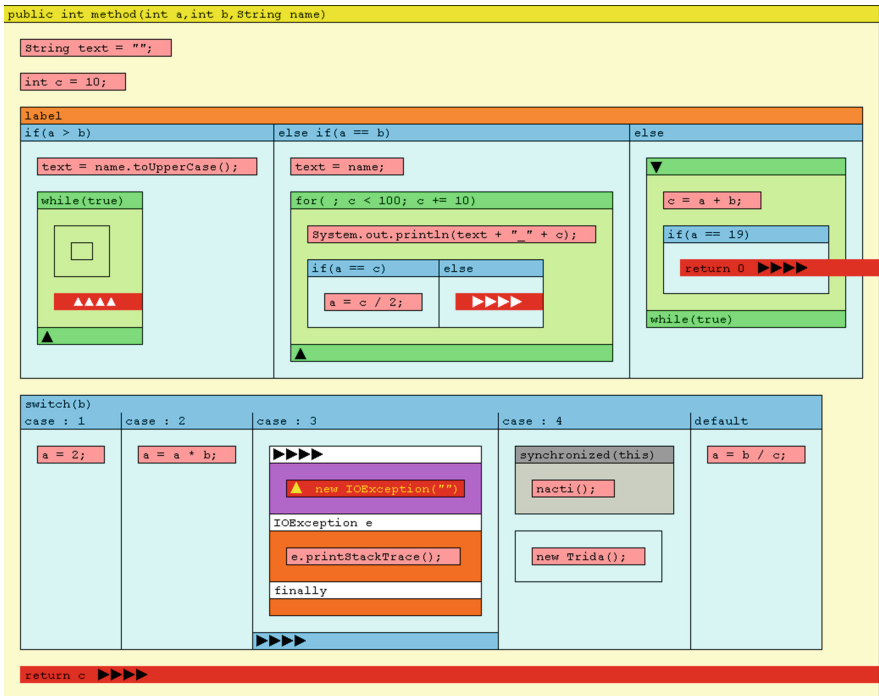 public int method(int a,int b,String name)
String text = "";
int c = 10;
label
if(a > b)
else if(a == b)
else
text = name.toUpperCase();
text = name;
while(true)
for( ; c < 100; c += 10)
c = a + b;
System.out.println(text + "_" + c);
if(a == 19)
if(a == c)
else
return 0
a = c / 2;
while(true)
switch(b)
case : 1
case : 2
case : 3
case : 4
default
a = 2;
a = a * b;
synchronized(this)
a = b / c;
new IOException("")
nacti();
IOException e
e.printStackTrace();
new Trida();
finally
return c